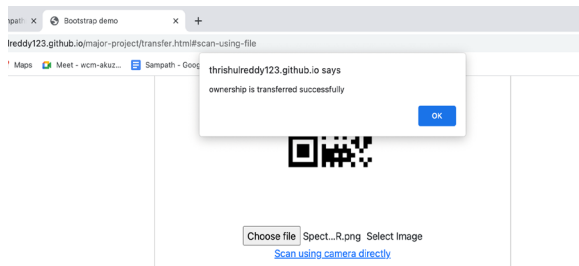 npath
Bootstrap demo
lreddy123.github.io/major-project/transfer.html#scan-using-file
Maps
Meet - wcm-akuz...
Sampath - Goog
thrishulreddy123.github.io says
ownership is transferred successfully
OK
Choose file Spect...R.png Select Image
Scan using camera directly